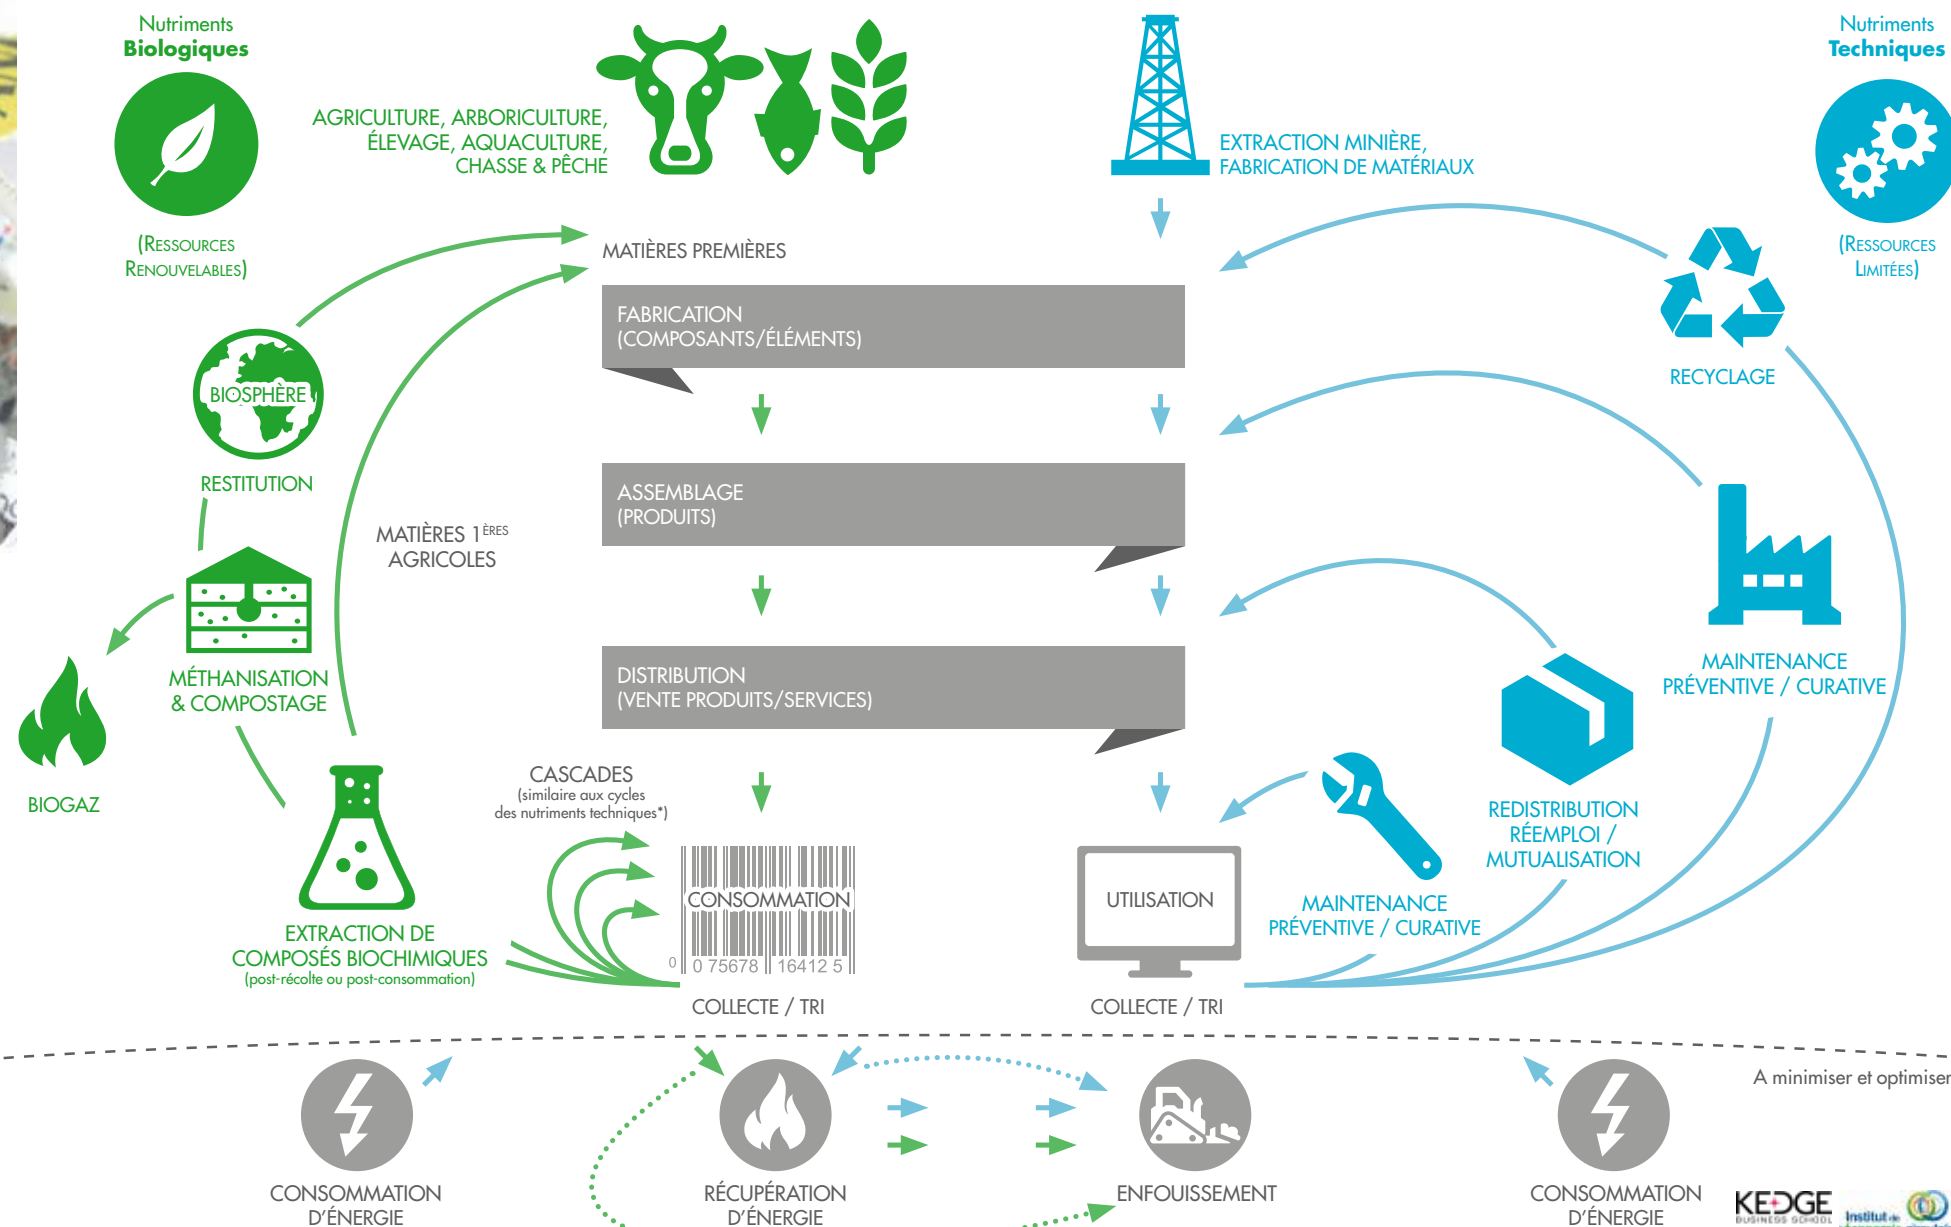 Nutriments
Biologiques
(Ressources
Renouvelables)
AGRICULTURE, ARBORICULTURE,
ÉLEVAGE, AQUACULTURE,
CHASSE & PÊCHE
EXTRACTION MINIÈRE,
FABRICATION DE MATÉRIAUX
Nutriments
Techniques
(Ressources
Limitées)
MATIÈRES PREMIÈRES
FABRICATION
(COMPOSANTS/ÉLÉMENTS)
BIOSPHÈRE
RECYCLAGE
RESTITUTION
ASSEMBLAGE
(PRODUITS)
MATIÈRES 1ÈRES
AGRICOLES
MÉTHANISATION
& COMPOSTAGE
DISTRIBUTION
(VENTE PRODUITS/SERVICES)
MAINTENANCE
PRÉVENTIVE / CURATIVE
BIOGAZ
CASCADES
(similaire aux cycles
des nutriments techniques*)
REDISTRIBUTION
RÉEMPLOI /
MUTUALISATION
CONSOMMATION
0 0 75678 16412 5
UTILISATION
MAINTENANCE
PRÉVENTIVE / CURATIVE
EXTRACTION DE
COMPOSÉS BIOCHIMIQUES
(post-récolte ou post-consommation)
COLLECTE / TRI
COLLECTE / TRI
A minimiser et optimiser
CONSOMMATION
D'ÉNERGIE
RÉCUPÉRATION
D'ÉNERGIE
ENFOUISSEMENT
CONSOMMATION
D'ÉNERGIE
KEDGE
BUSINESS SCHOOL
Institut de